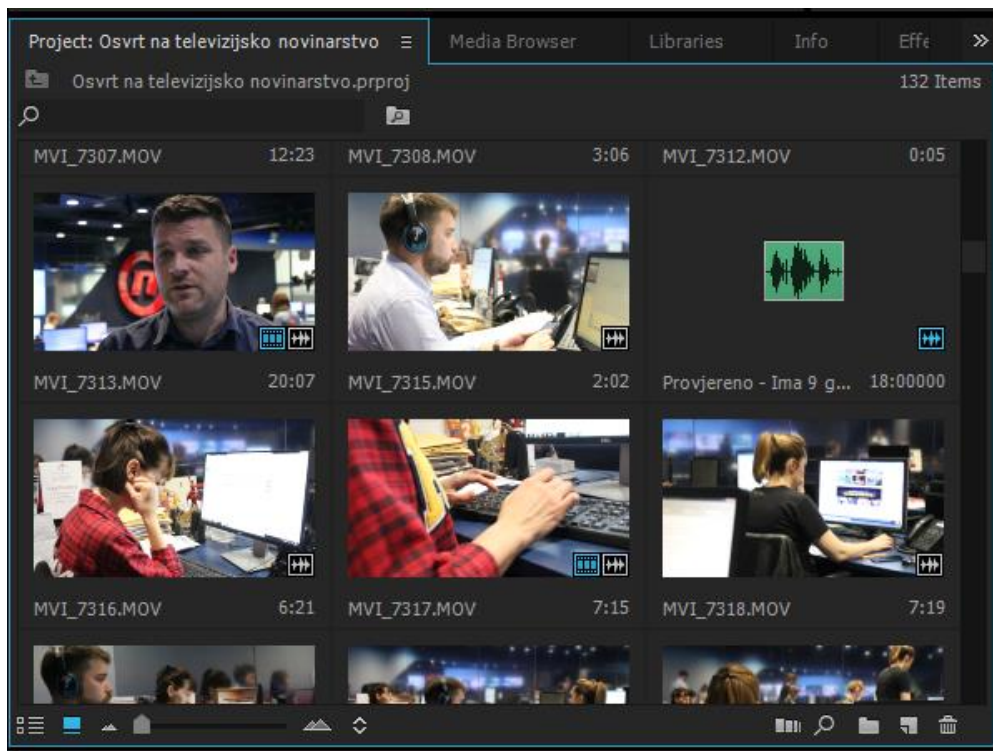 Project: Osvrt na televizijsko novinarstvo Media Browser Libraries Info Effe
Osvrt na televizijsko novinarstvo.prproj 132 Items
MVI_7307.MOV 12:23 MVI_7308.MOV 3:06 MVI_7312.MOV 0:05
MVI_7313.MOV 20:07 MVI_7315.MOV 2:02 Provjereno - Ima 9 g... 18:00000
MVI_7316.MOV 6:21 MVI_7317.MOV 7:15 MVI_7318.MOV 7:19